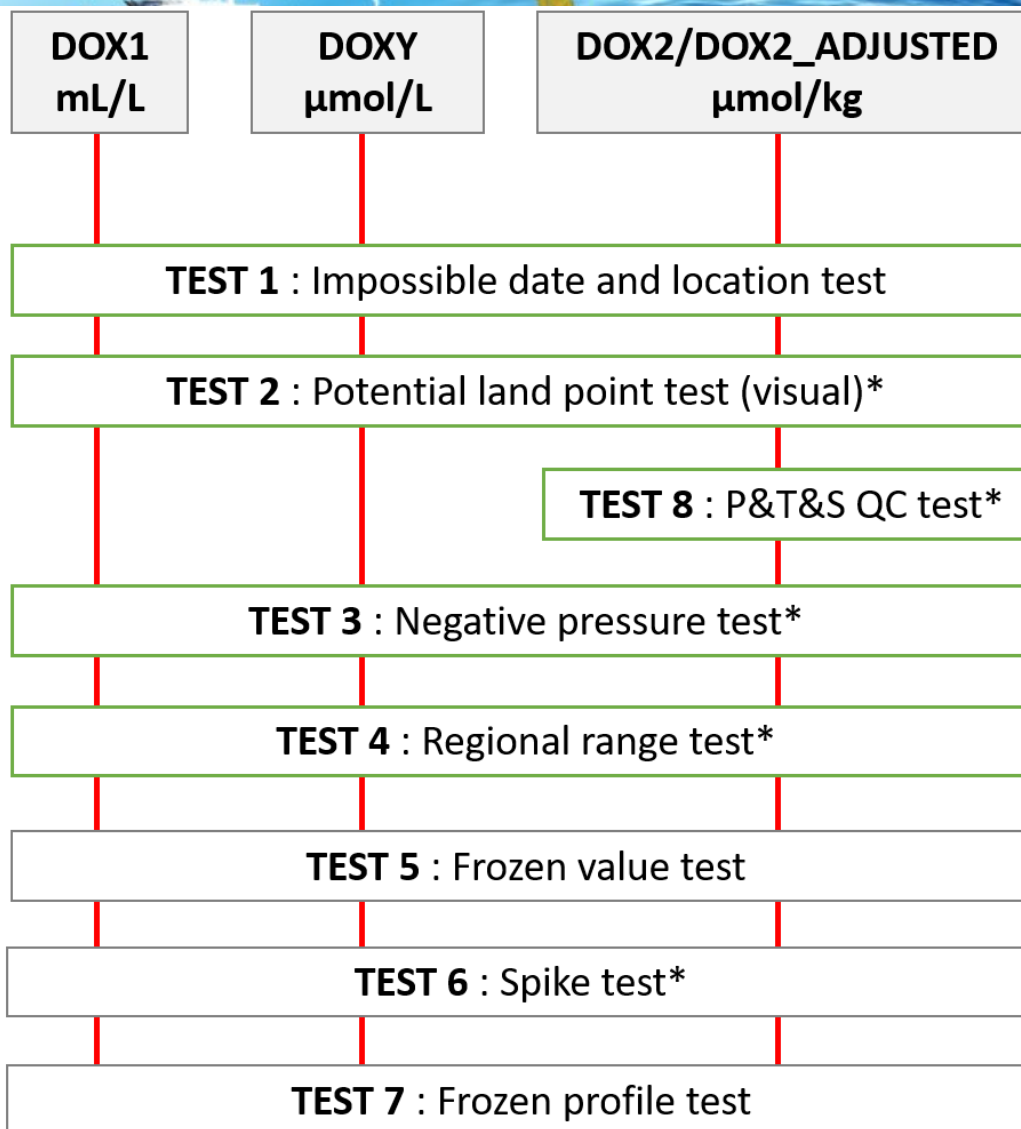 DOX1
mL/L
DOXY
µmol/L
DOX2/DOX2_ADJUSTED
µmol/kg
TEST 1 : Impossible date and location test
TEST 2 : Potential land point test (visual)*
TEST 8 : P&T&S QC test*
TEST 3 : Negative pressure test*
TEST 4 : Regional range test*
TEST 5 : Frozen value test
TEST 6 : Spike test*
TEST 7 : Frozen profile test